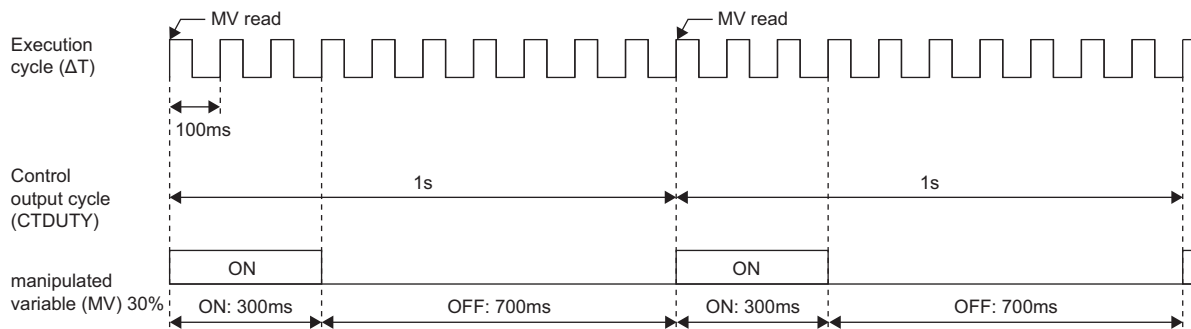 MV read
MV read
Execution
cycle (ΔT)
100ms
Control
output cycle
(CTDUTY)
1s
1s
ON
ON
manipulated
variable (MV) 30%
ON: 300ms
OFF: 700ms
ON: 300ms
OFF: 700ms